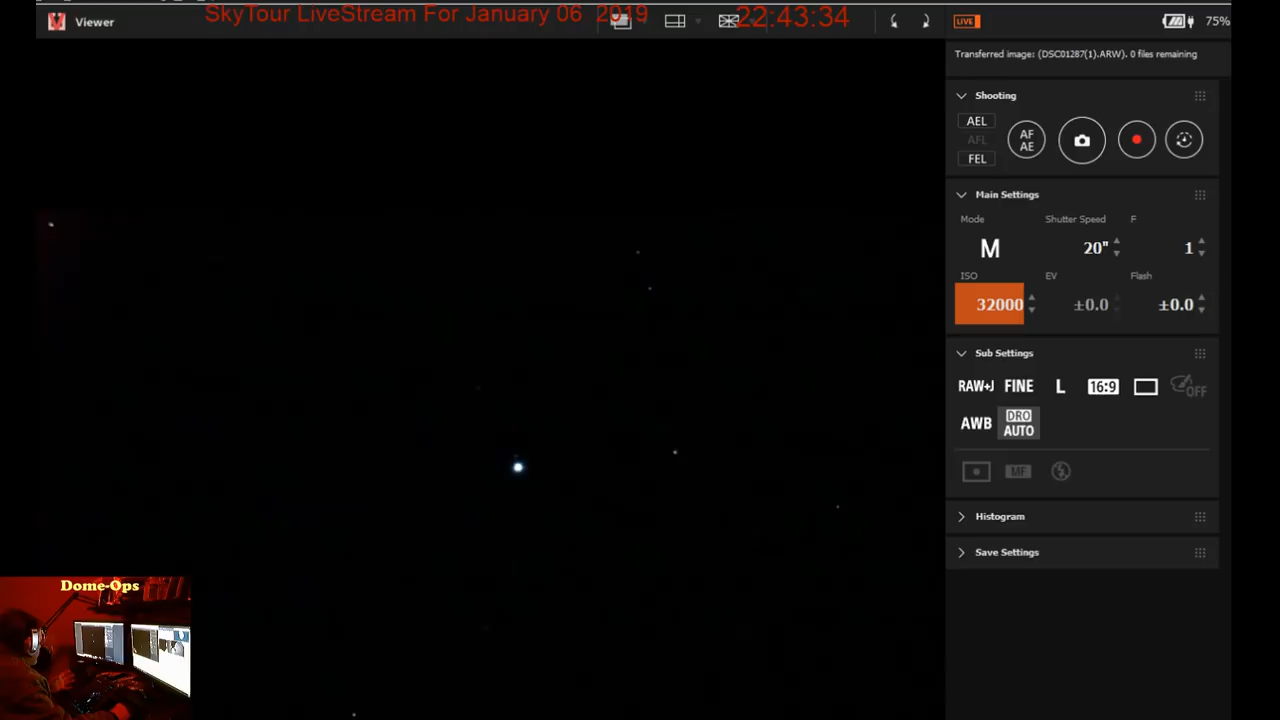 SkyTour LiveStream For January 06 2019 22:43:34
Viewer
LIVE
75%
Transferred image: (DSC01287(1).ARW). 0 files remaining
Shooting
AEL
AF
AE
AFL
FEL
Main Settings
Mode Shutter Speed F
M 20" 1
ISO EV Flash
32000 ±0.0 ±0.0
Sub Settings
RAW+J FINE L 16:9 OFF
AWB DRO AUTO
MF
Histogram
Save Settings
Dome-Ops